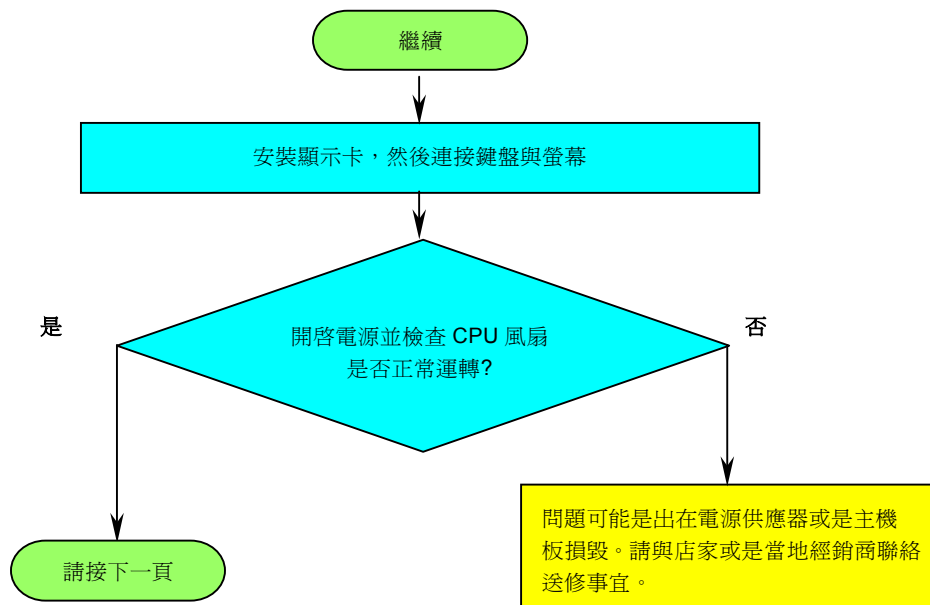 繼續
安裝顯示卡，然後連接鍵盤與螢幕
是
否
開啓電源並檢查 CPU 風扇
是否正常運轉?
問題可能是出在電源供應器或是主機
板損毀。請與店家或是當地經銷商聯絡
送修事宜。
請接下一頁